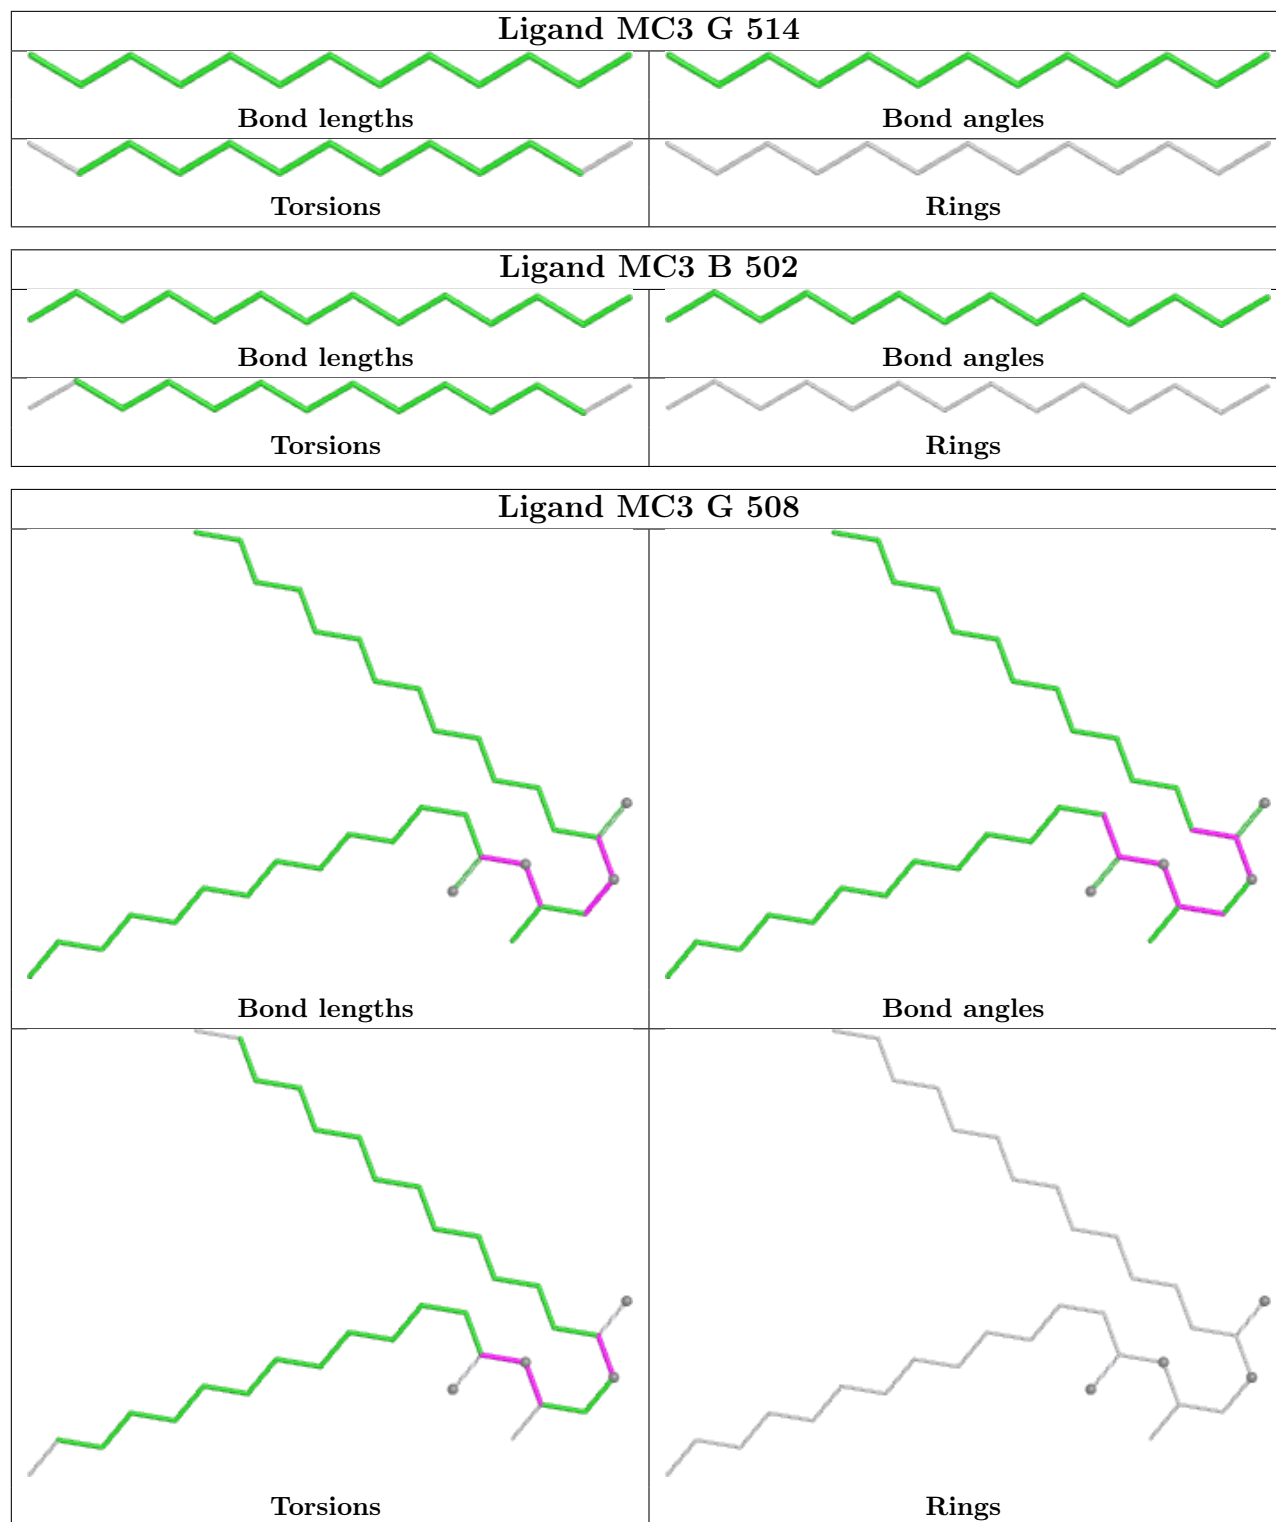 Ligand MC3 G 514
Bond lengths
Bond angles
Torsions
Rings
Ligand MC3 B 502
Bond lengths
Bond angles
Torsions
Rings
Ligand MC3 G 508
Bond lengths
Bond angles
Torsions
Rings